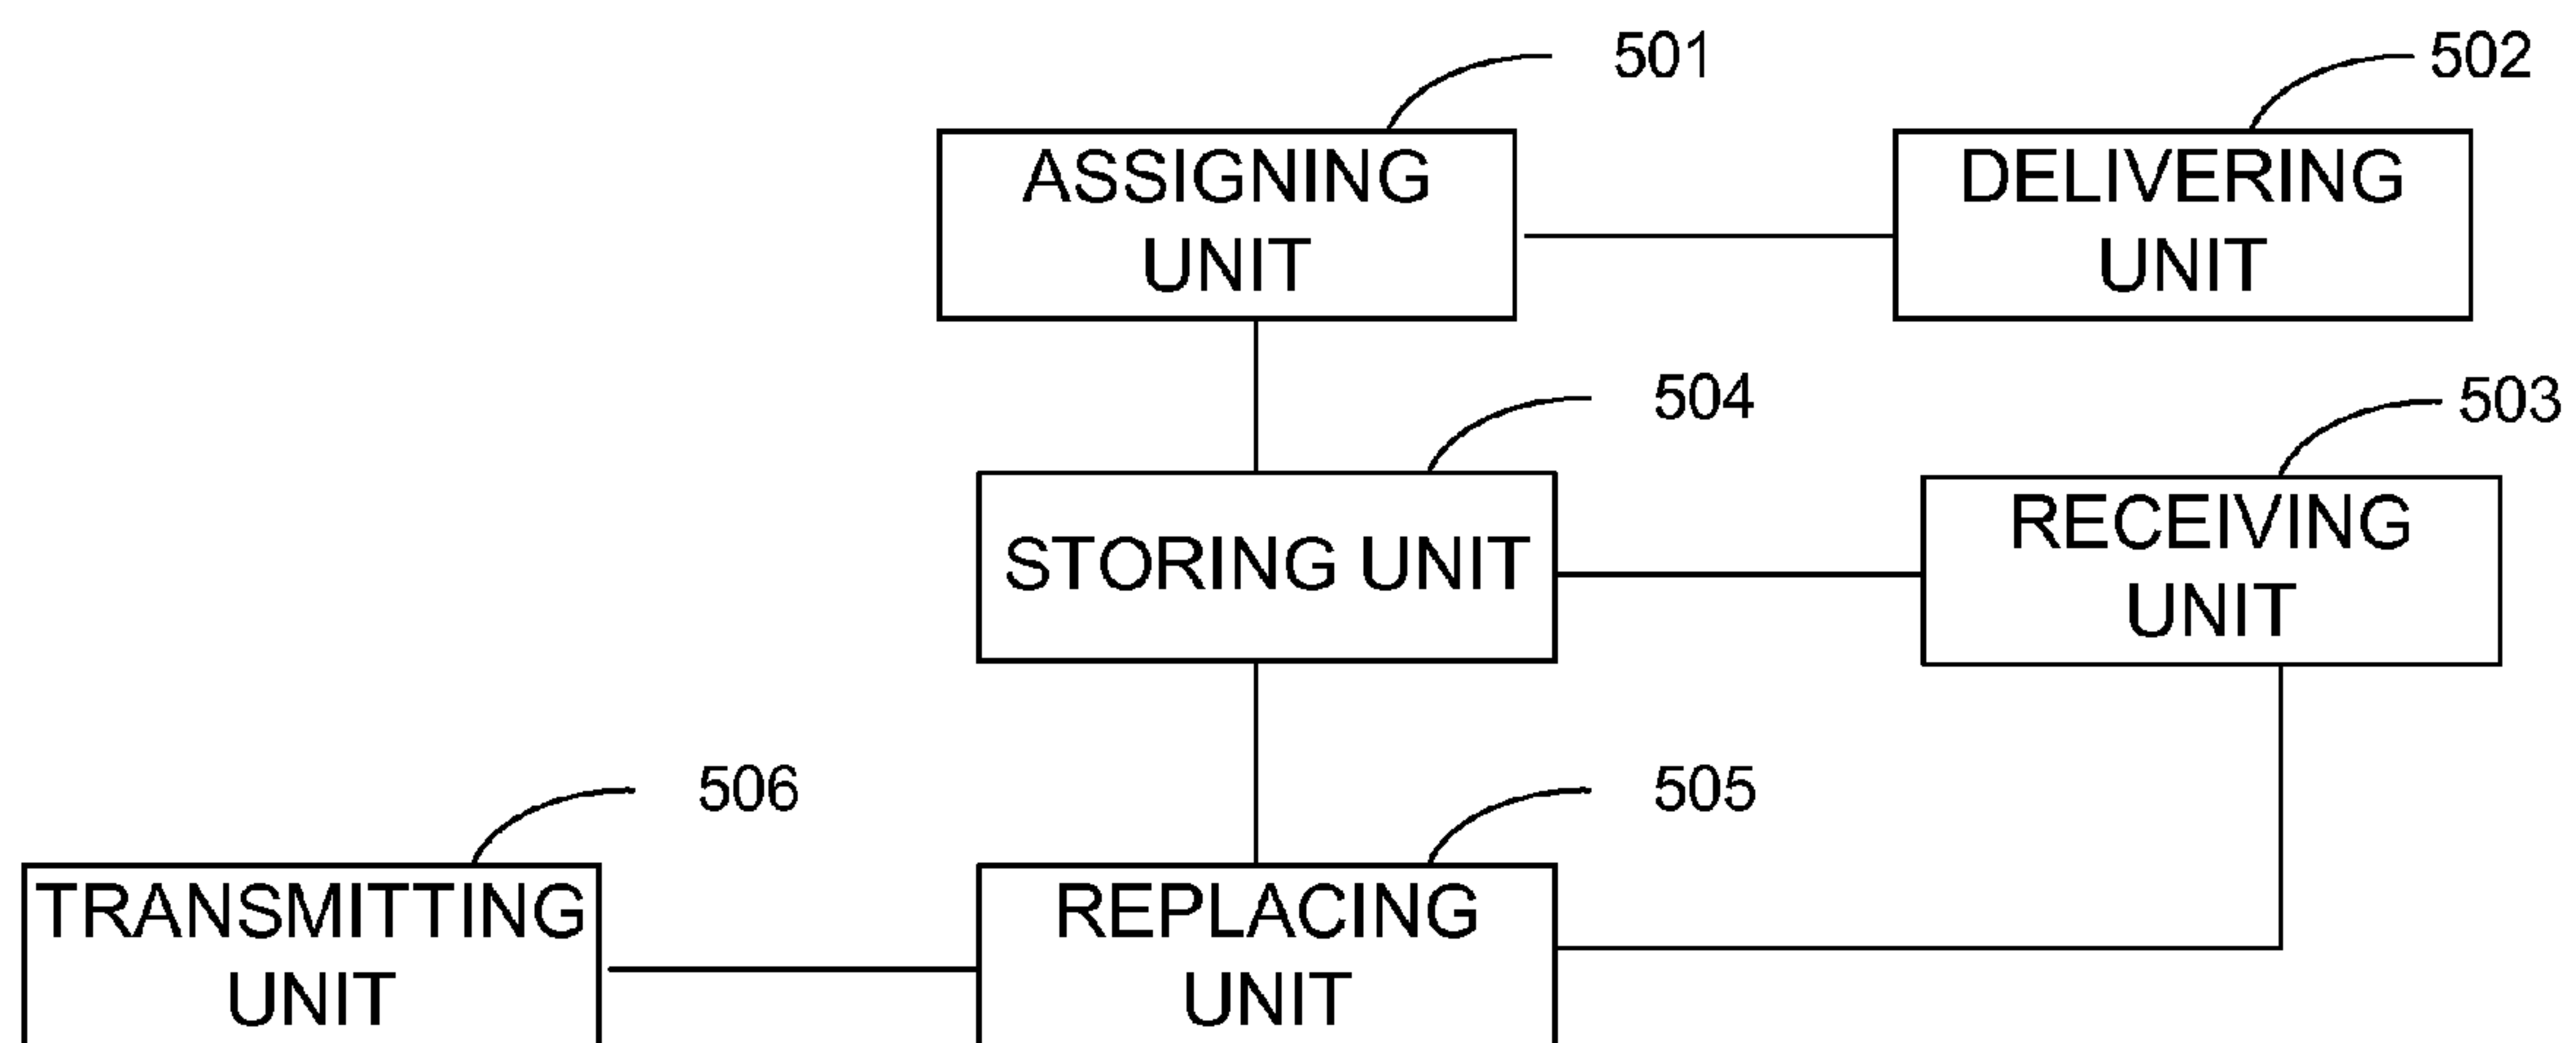 501
502
ASSIGNING
UNIT
DELIVERING
UNIT
504
503
STORING UNIT
RECEIVING
UNIT
506
505
TRANSMITTING
UNIT
REPLACING
UNIT